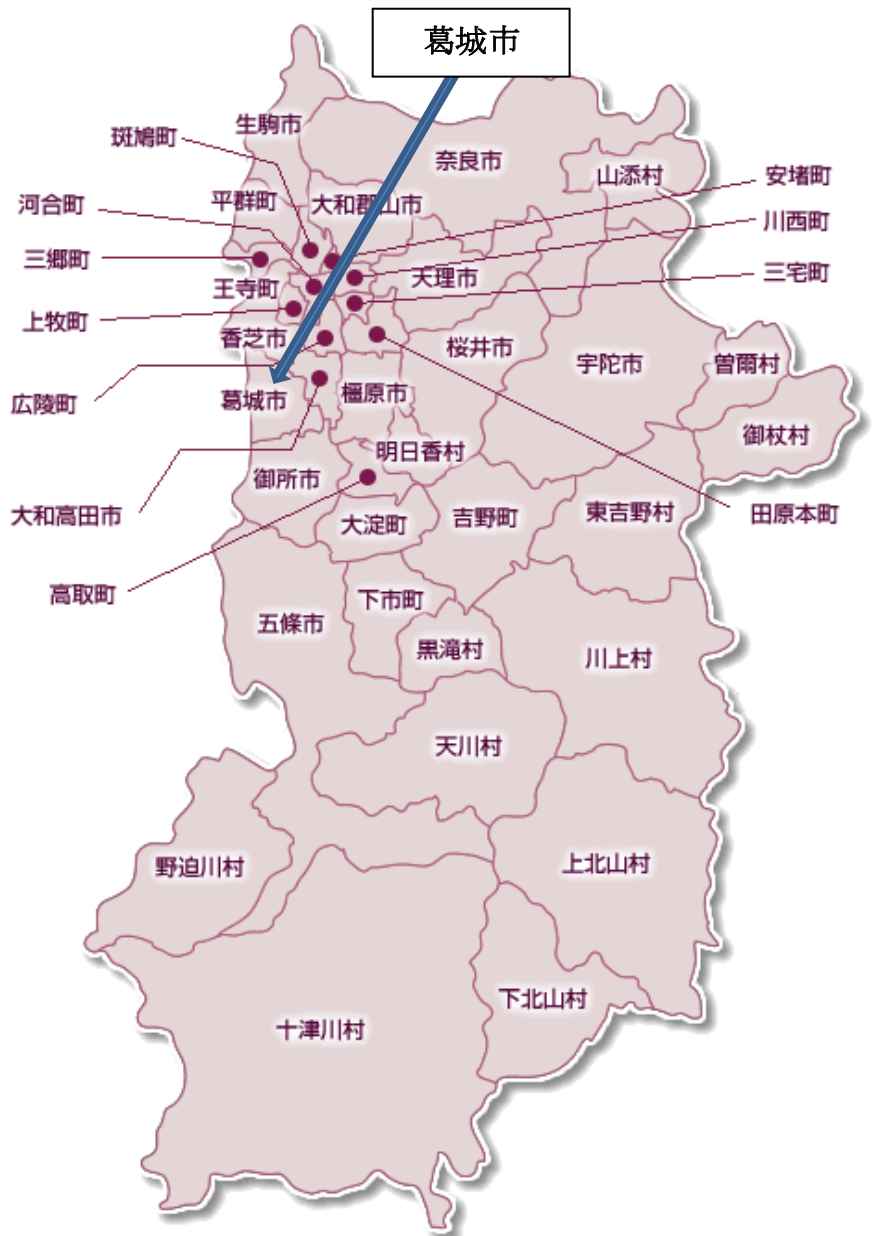 葛城市
生駒市
斑鳩町
奈良市
山添村
安堵町
平群町
大和郡山市
河合町
川西町
三郷町
天理市
三宅町
王寺町
上牧町
香芝市
桜井市
宇陀市
曽爾村
広陵町
葛城市
橿原市
御杖村
明日香村
御所市
大和高田市
大淀町
吉野町
東吉野村
田原本町
高取町
下市町
五條市
黒滝村
川上村
天川村
野迫川村
上北山村
下北山村
十津川村